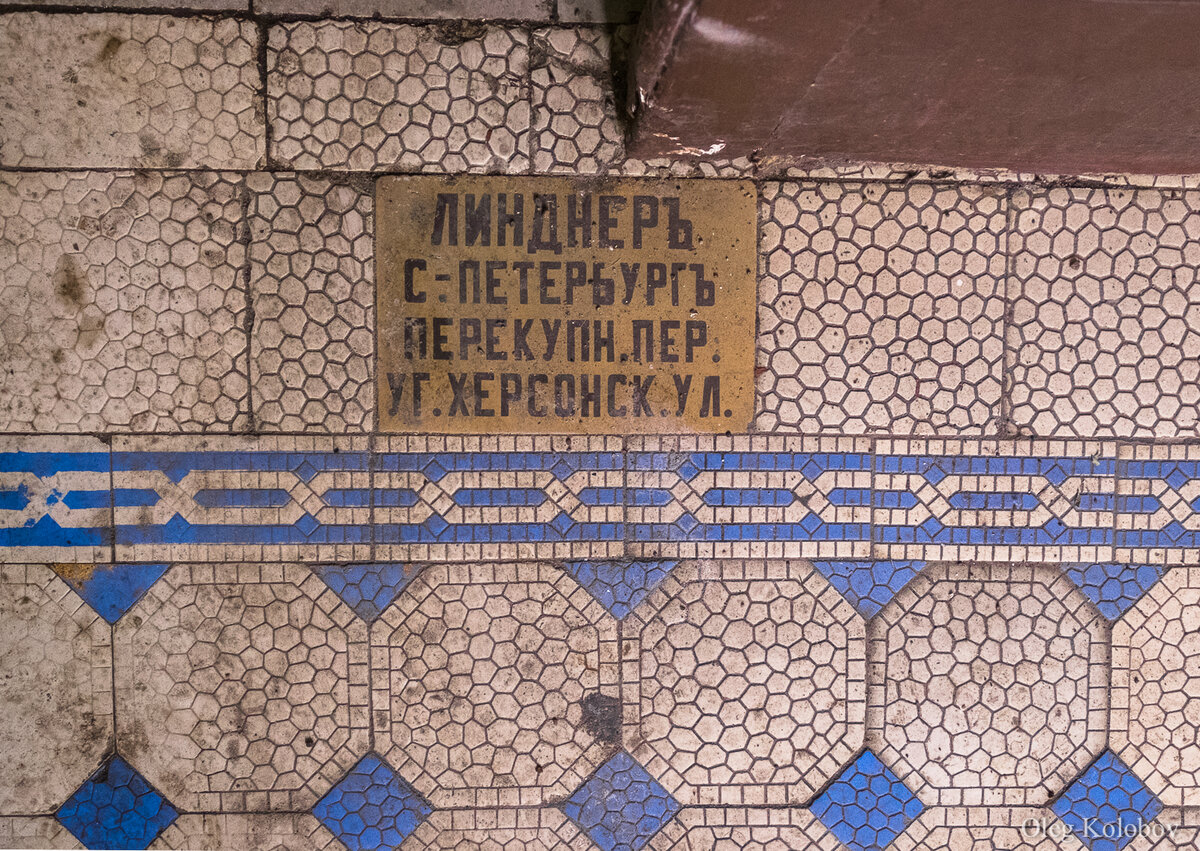 ЛИНДНЕРЪ
С-ПЕТЕРБУРГЪ
ПЕРЕКУПН.ПЕР.
УГ.ХЕРСОНСК.УЛ.
Oleg-Kolobov